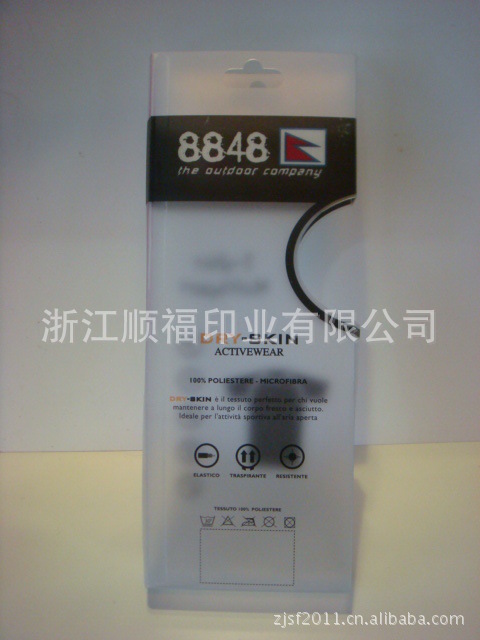 8848
the outdoor company
浙江顺福印业有限公司
DRY-SKIN
ACTIVEWEAR
100% POLIESTERE - MICROFIBRA
DRY-SKIN è il tessuto perfetto per chi vuole
mantenere a lungo il corpo fresco e asciutto.
Ideale per l'attività sportiva all'aria aperta
ELASTICO TRASPIRANTE RESISTENTE
TESSUTO 100% POLIESTERE
zjsf2011.cn.alibaba.com